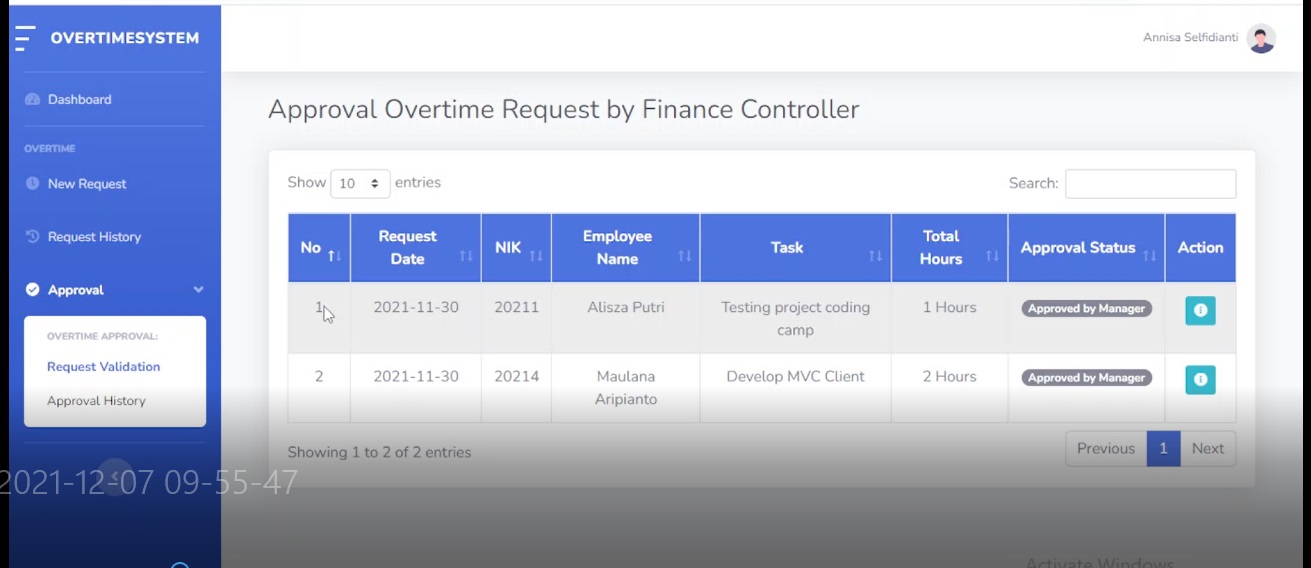 OVERTIMESYSTEM
Annisa Selfidianti
Dashboard
OVERTIME
New Request
Request History
Approval
OVERTIME APPROVAL:
Request Validation
Approval History
Approval Overtime Request by Finance Controller
Show 10 entries
Search:
No Request Date NIK Employee Name Task Total Hours Approval Status Action
1 2021-11-30 20211 Alisza Putri Testing project coding camp 1 Hours Approved by Manager
2 2021-11-30 20214 Maulana Aripianto Develop MVC Client 2 Hours Approved by Manager
Showing 1 to 2 of 2 entries
Previous 1 Next
2021-12-07 09-55-47
Activate Windows